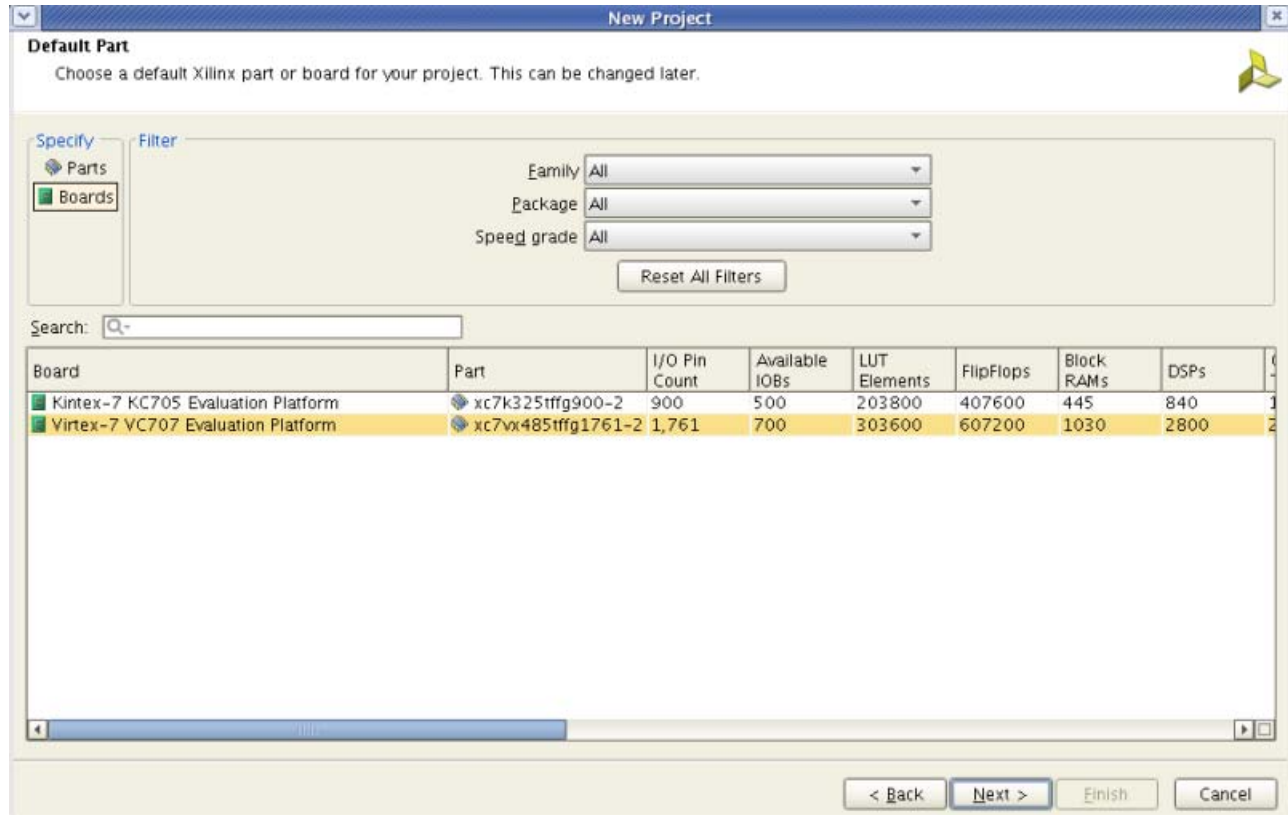 New Project
Default Part
Choose a default Xilinx part or board for your project. This can be changed later.
Specify
Filter
Parts
Boards
Family All
Package All
Speed grade All
Reset All Filters
Search:
Board Part I/O Pin Count Available IOBs LUT Elements FlipFlops Block RAMs DSPs
Kintex-7 KC705 Evaluation Platform xc7k325tffg900-2 900 500 203800 407600 445 840 1
Virtex-7 VC707 Evaluation Platform xc7vx485tffg1761-2 1,761 700 303600 607200 1030 2800 2
< Back Next > Finish Cancel